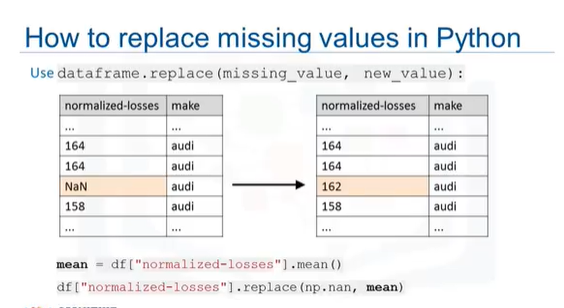 How to replace missing values in Python
Use dataframe.replace(missing_value, new_value):
normalized-losses make
... ...
164 audi
164 audi
NaN audi
158 audi
... ...
normalized-losses make
... ...
164 audi
164 audi
162 audi
158 audi
... ...
mean = df["normalized-losses"].mean()
df["normalized-losses"].replace(np.nan, mean)